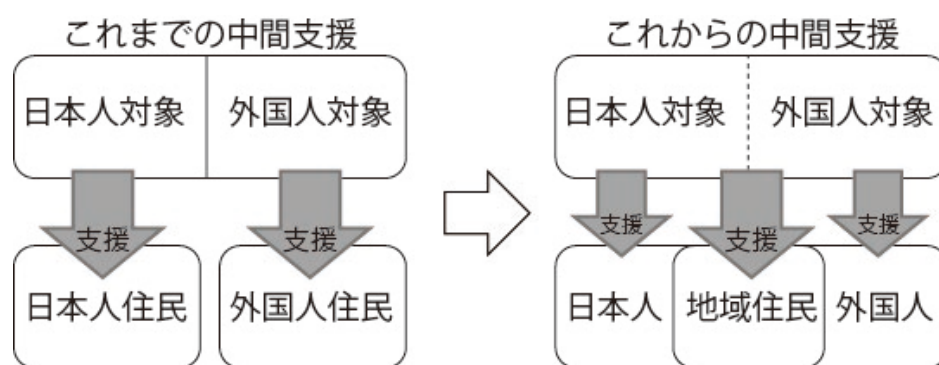 これまでの中間支援
日本人対象
外国人対象
支援
支援
日本人住民
外国人住民
これからの中間支援
日本人対象
外国人対象
支援
支援
支援
日本人
地域住民
外国人